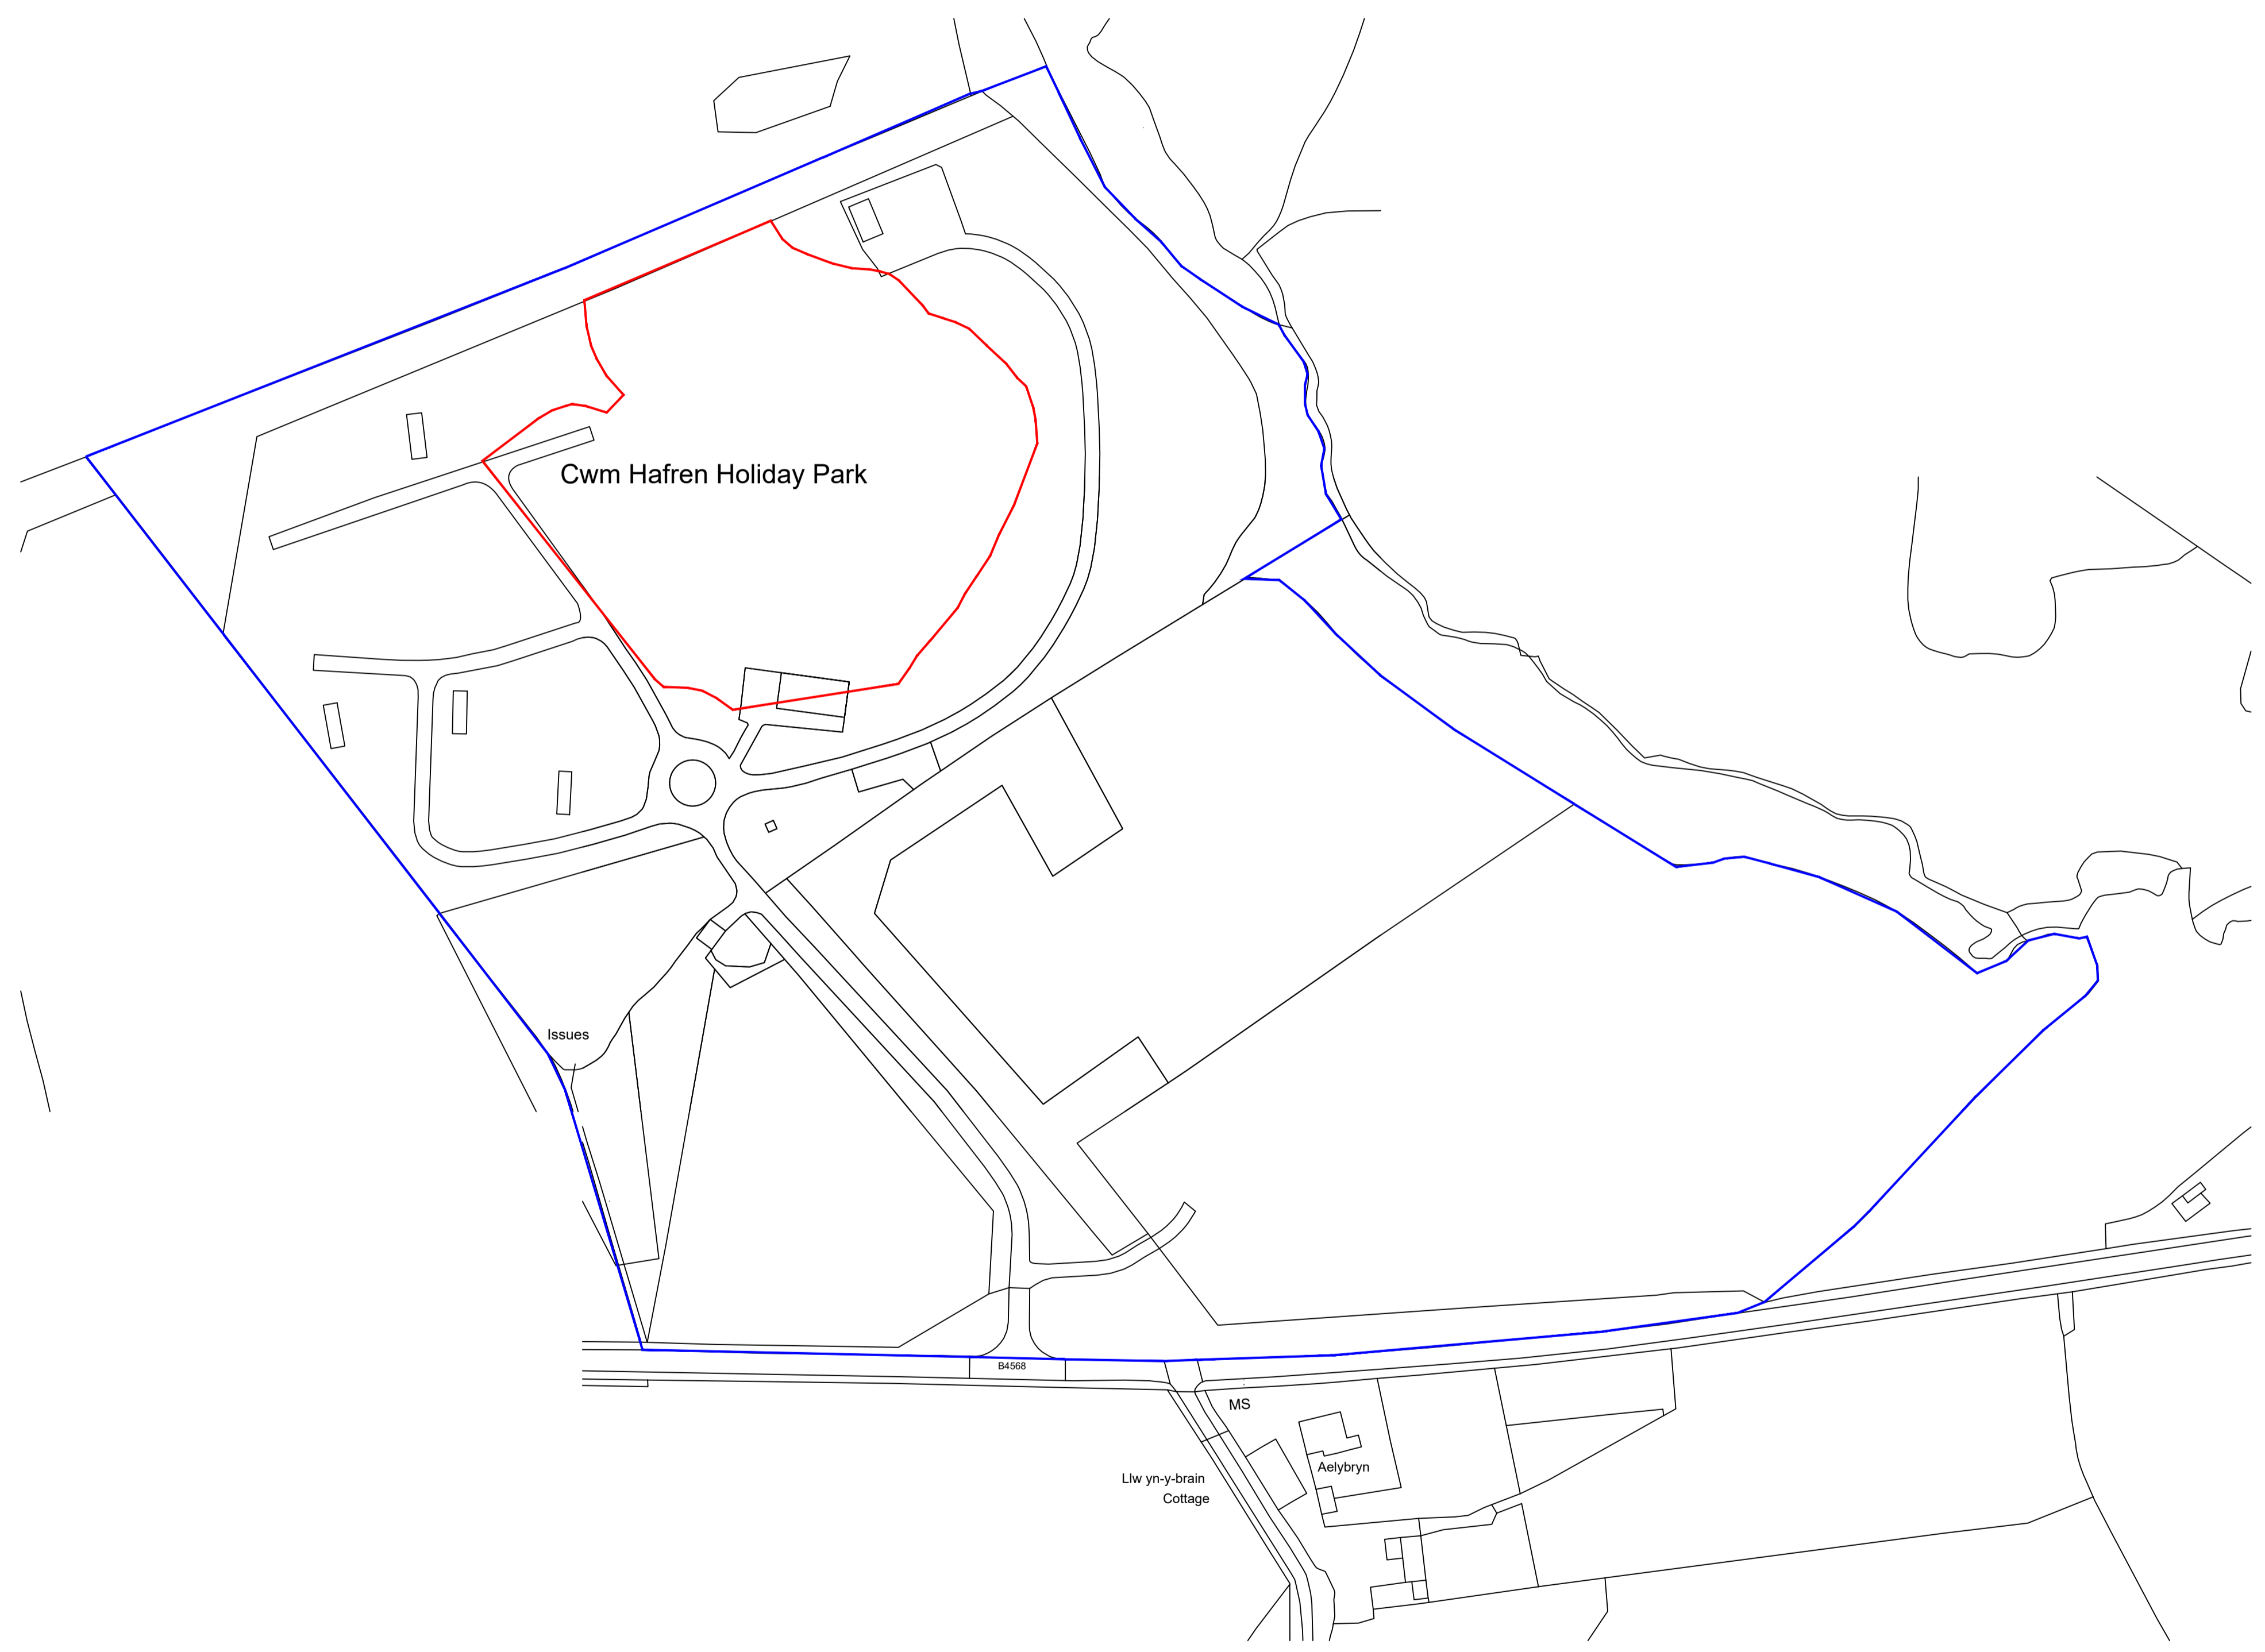 Cwm Hafren Holiday Park
Issues
B4568
MS
Aelybryn
Llw yn-y-brain
Cottage